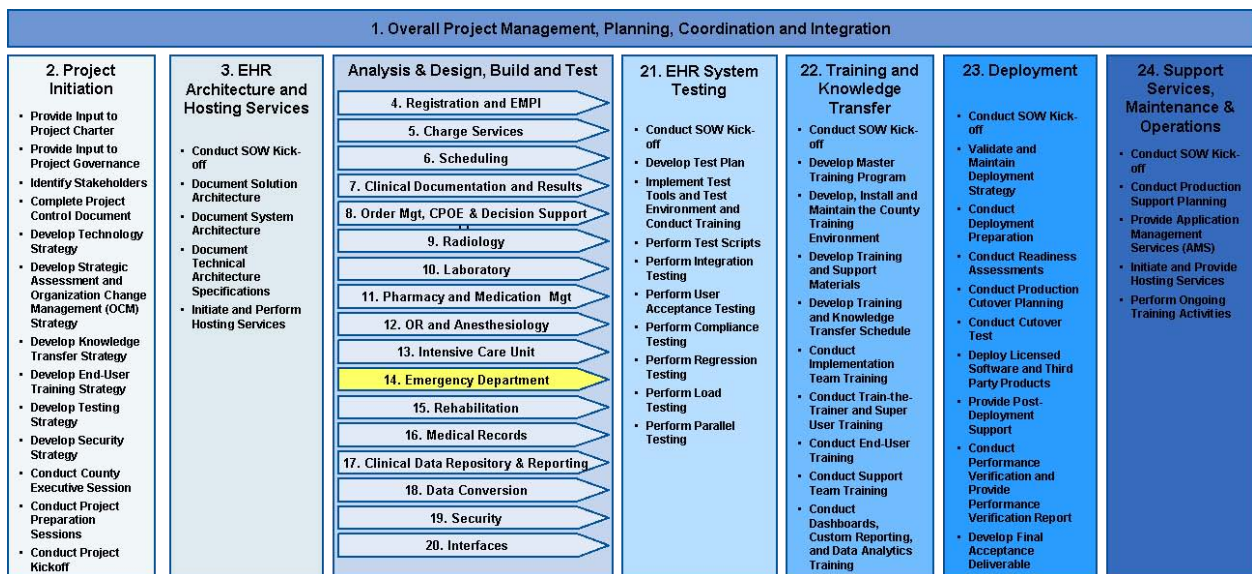 1. Overall Project Management, Planning, Coordination and Integration
2. Project
Initiation
• Provide Input to
Project Charter
• Provide Input to
Project Governance
• Identify Stakeholders
• Complete Project
Control Document
• Develop Technology
Strategy
• Develop Strategic
Assessment and
Organization Change
Management (OCM)
Strategy
• Develop Knowledge
Transfer Strategy
• Develop End-User
Training Strategy
• Develop Testing
Strategy
• Develop Security
Strategy
• Conduct County
Executive Session
• Conduct Project
Preparation
Sessions
• Conduct Project
Kickoff
3. EHR
Architecture and
Hosting Services
• Conduct SOW Kick-
off
• Document Solution
Architecture
• Document System
Architecture
• Document
Technical
Architecture
Specifications
• Initiate and Perform
Hosting Services
Analysis & Design, Build and Test
4. Registration and EMPI
5. Charge Services
6. Scheduling
7. Clinical Documentation and Results
8. Order Mgt, CPOE & Decision Support
9. Radiology
10. Laboratory
11. Pharmacy and Medication Mgt
12. OR and Anesthesiology
13. Intensive Care Unit
14. Emergency Department
15. Rehabilitation
16. Medical Records
17. Clinical Data Repository & Reporting
18. Data Conversion
19. Security
20. Interfaces
21. EHR System
Testing
• Conduct SOW Kick-
off
• Develop Test Plan
• Implement Test
Tools and Test
Environment and
Conduct Training
• Perform Test Scripts
• Perform Integration
Testing
• Perform User
Acceptance Testing
• Perform Compliance
Testing
• Perform Regression
Testing
• Perform Load
Testing
• Perform Parallel
Testing
22. Training and
Knowledge
Transfer
• Conduct SOW Kick-
off
• Develop Master
Training Program
• Develop, Install and
Maintain the County
Training
Environment
• Develop Training
and Support
Materials
• Develop Training
and Knowledge
Transfer Schedule
• Conduct
Implementation
Team Training
• Conduct Train-the-
Trainer and Super
User Training
• Conduct End-User
Training
• Conduct Support
Team Training
• Conduct
Dashboards,
Custom Reporting,
and Data Analytics
Training
23. Deployment
• Conduct SOW Kick-
off
• Validate and
Maintain
Deployment
Strategy
• Conduct
Deployment
Preparation
• Conduct Readiness
Assessments
• Conduct Production
Cutover Planning
• Conduct Cutover
Test
• Deploy Licensed
Software and Third
Party Products
• Provide Post-
Deployment
Support
• Conduct
Performance
Verification and
Provide
Performance
Verification Report
• Develop Final
Acceptance
Deliverable
24. Support
Services,
Maintenance &
Operations
• Conduct SOW Kick-
off
• Conduct Production
Support Planning
• Provide Application
Management
Services (AMS)
• Initiate and Provide
Hosting Services
• Perform Ongoing
Training Activities